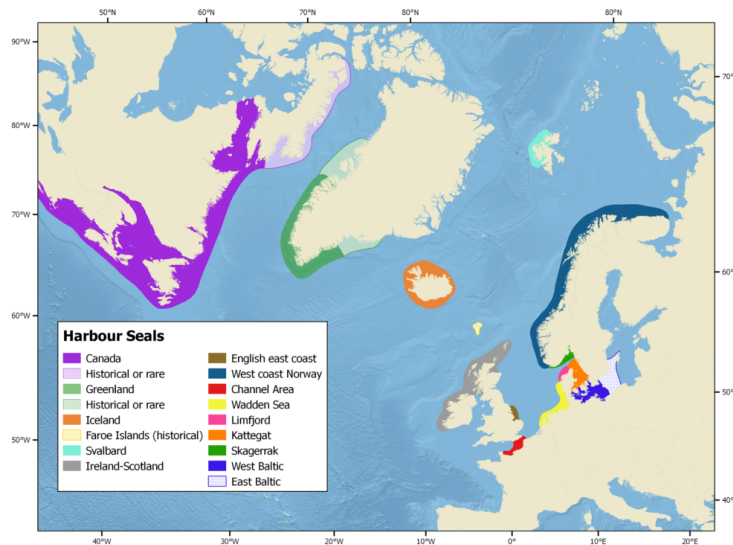 50°W 60°W 70°W 80°W 80°W
90°W
70°
80°W
70°W
60°
60°W
Harbour Seals
Canada
Historical or rare
Greenland
Historical or rare
Iceland
Faroe Islands (historical)
Svalbard
Ireland-Scotland
English east coast
West coast Norway
Channel Area
Wadden Sea
Limfjord
Kattegat
Skagerrak
West Baltic
East Baltic
50°
50°W
40°
40°W 30°W 20°W 10°W 0° 10°E 20°E